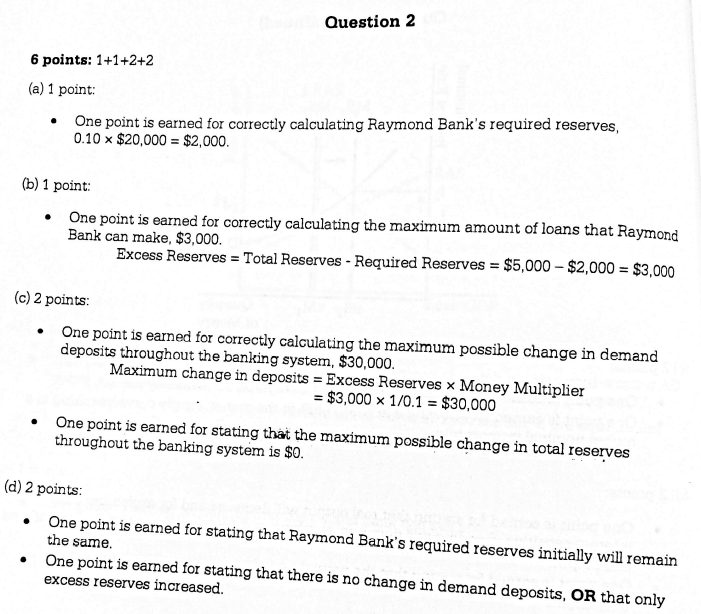 Question 2
6 points: 1+1+2+2
(a) 1 point:
• One point is earned for correctly calculating Raymond Bank's required reserves,
0.10 × $20,000 = $2,000.
(b) 1 point:
• One point is earned for correctly calculating the maximum amount of loans that Raymond
Bank can make, $3,000.
Excess Reserves = Total Reserves - Required Reserves = $5,000 – $2,000 = $3,000
(c) 2 points:
• One point is earned for correctly calculating the maximum possible change in demand
deposits throughout the banking system, $30,000.
Maximum change in deposits = Excess Reserves × Money Multiplier
= $3,000 × 1/0.1 = $30,000
• One point is earned for stating that the maximum possible change in total reserves
throughout the banking system is $0.
(d) 2 points:
• One point is earned for stating that Raymond Bank's required reserves initially will remain
the same.
• One point is earned for stating that there is no change in demand deposits, OR that only
excess reserves increased.